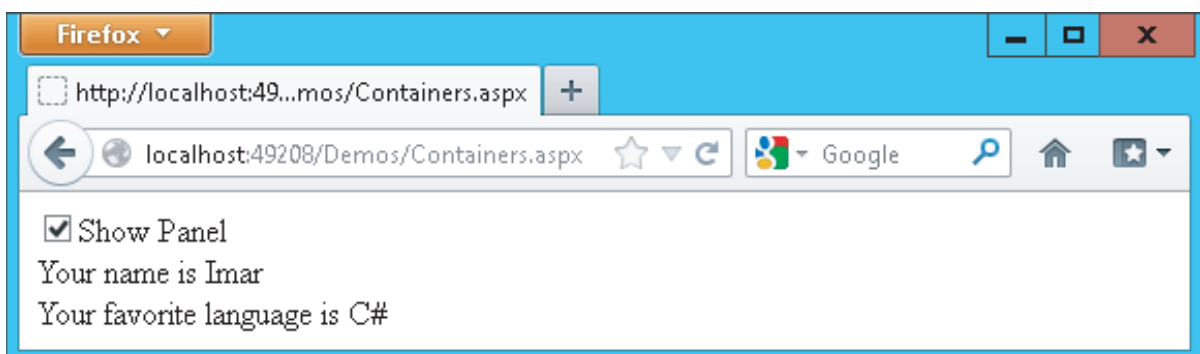 Firefox
http://localhost:49...mos/Containers.aspx
localhost:49208/Demos/Containers.aspx Google
Show Panel
Your name is Imar
Your favorite language is C#